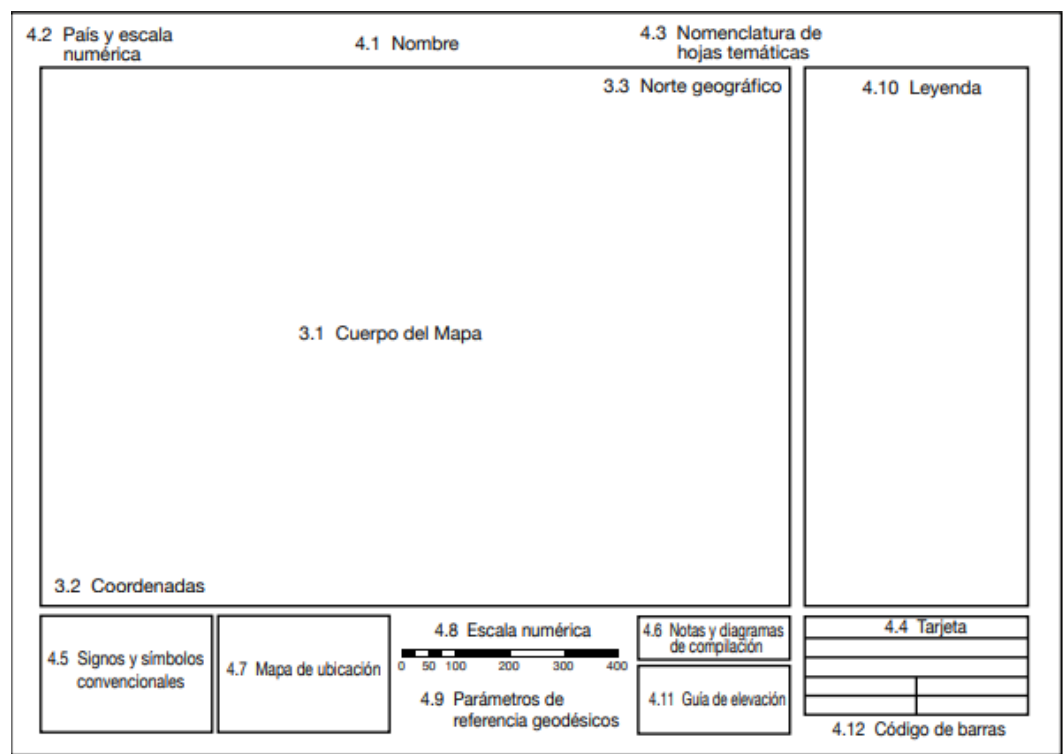 4.2 País y escala
numérica
4.1 Nombre
4.3 Nomenclatura de
hojas temáticas
3.3 Norte geográfico
4.10 Leyenda
3.1 Cuerpo del Mapa
3.2 Coordenadas
4.5 Signos y símbolos
convencionales
4.7 Mapa de ubicación
4.8 Escala numérica
0 50 100 200 300 400
4.9 Parámetros de
referencia geodésicos
4.6 Notas y diagramas
de compilación
4.11 Guía de elevación
4.4 Tarjeta
4.12 Código de barras